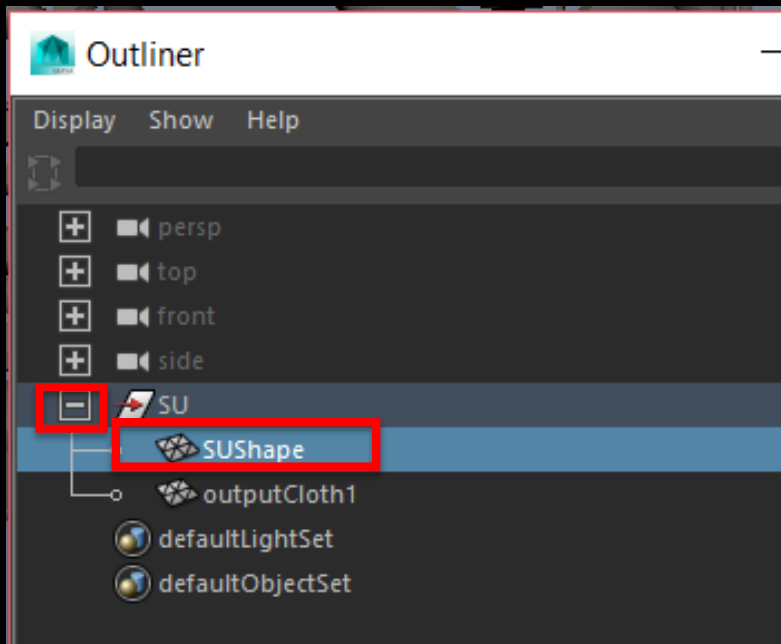 Outliner
Display Show Help
persp
top
front
side
SU
SUShape
outputCloth1
defaultLightSet
defaultObjectSet